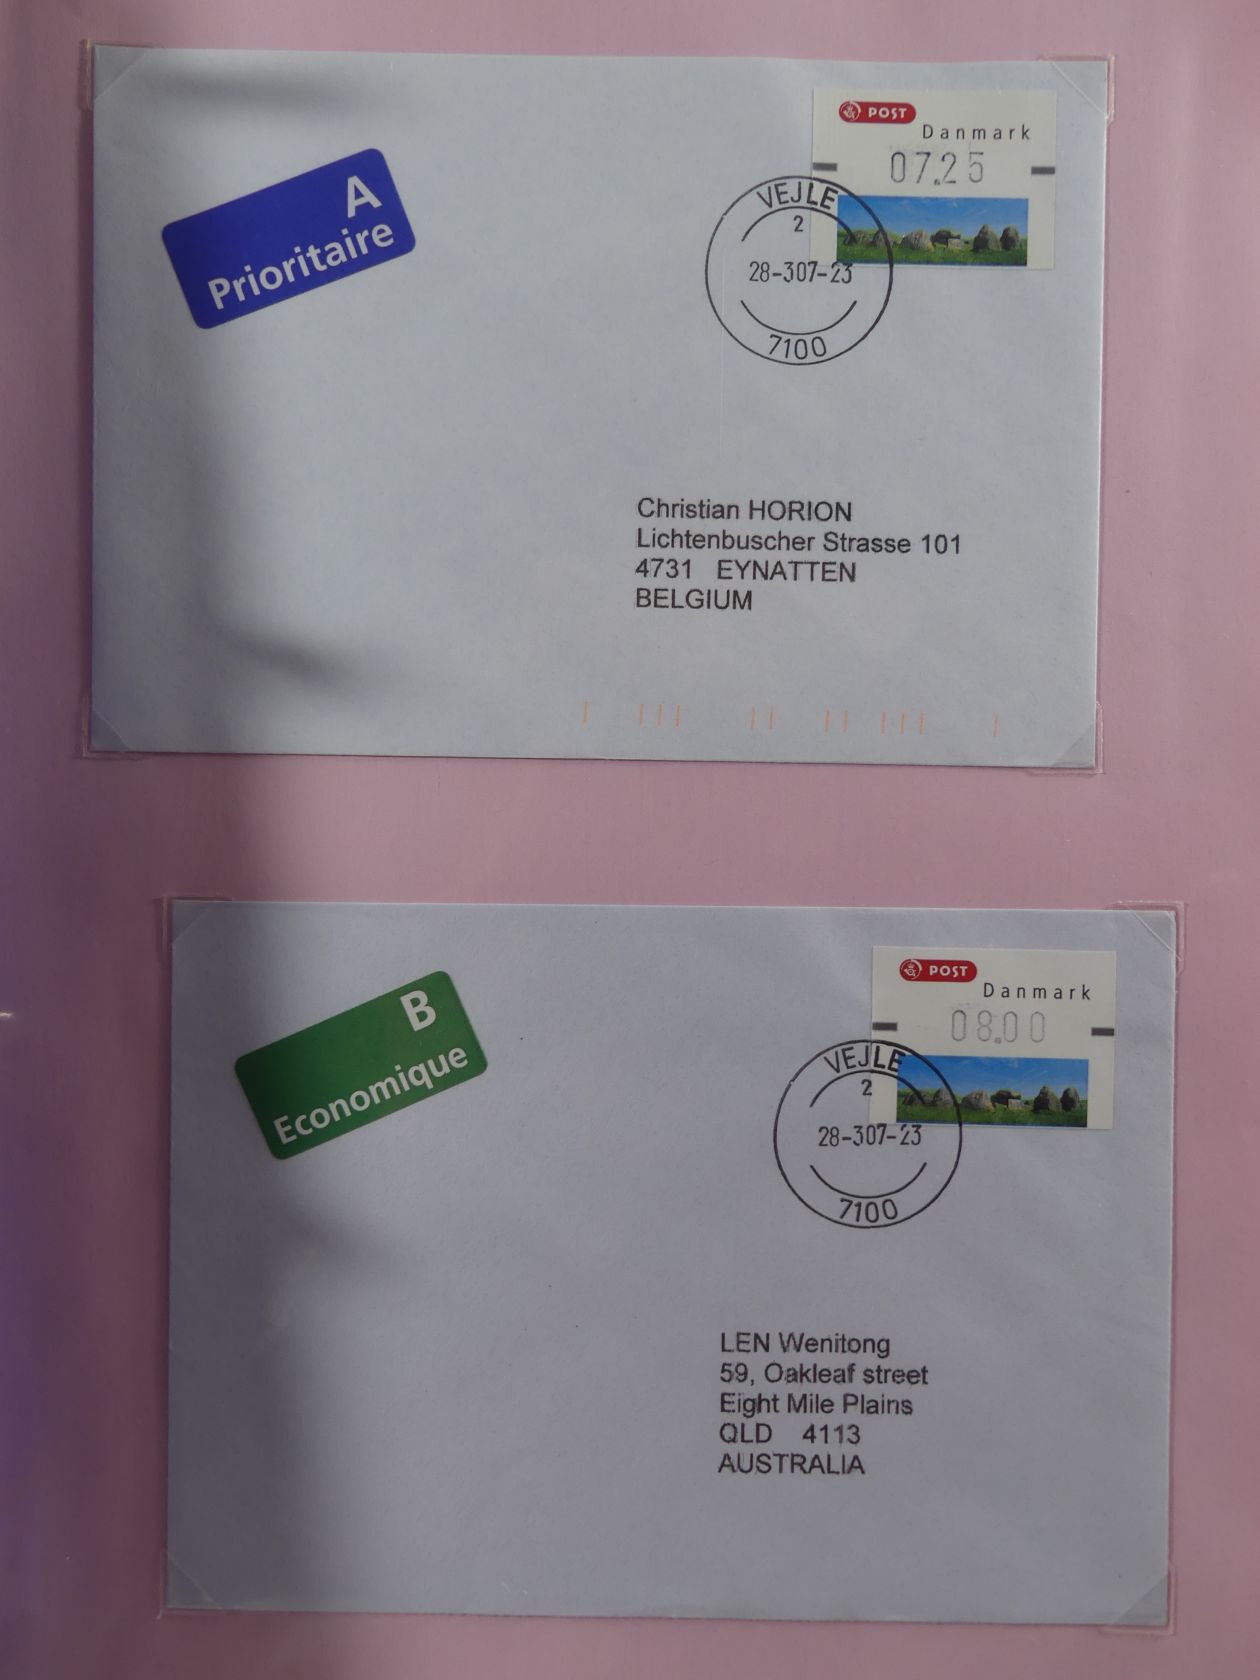 POST
Danmark
07.25
A
Prioritaire
VEJLE
2
28-307-23
7100
Christian HORION
Lichtenbuscher Strasse 101
4731 EYNATTEN
BELGIUM
POST
Danmark
08.00
B
Economique
VEJLE
2
28-307-23
7100
LEN Wenitong
59, Oakleaf street
Eight Mile Plains
QLD 4113
AUSTRALIA